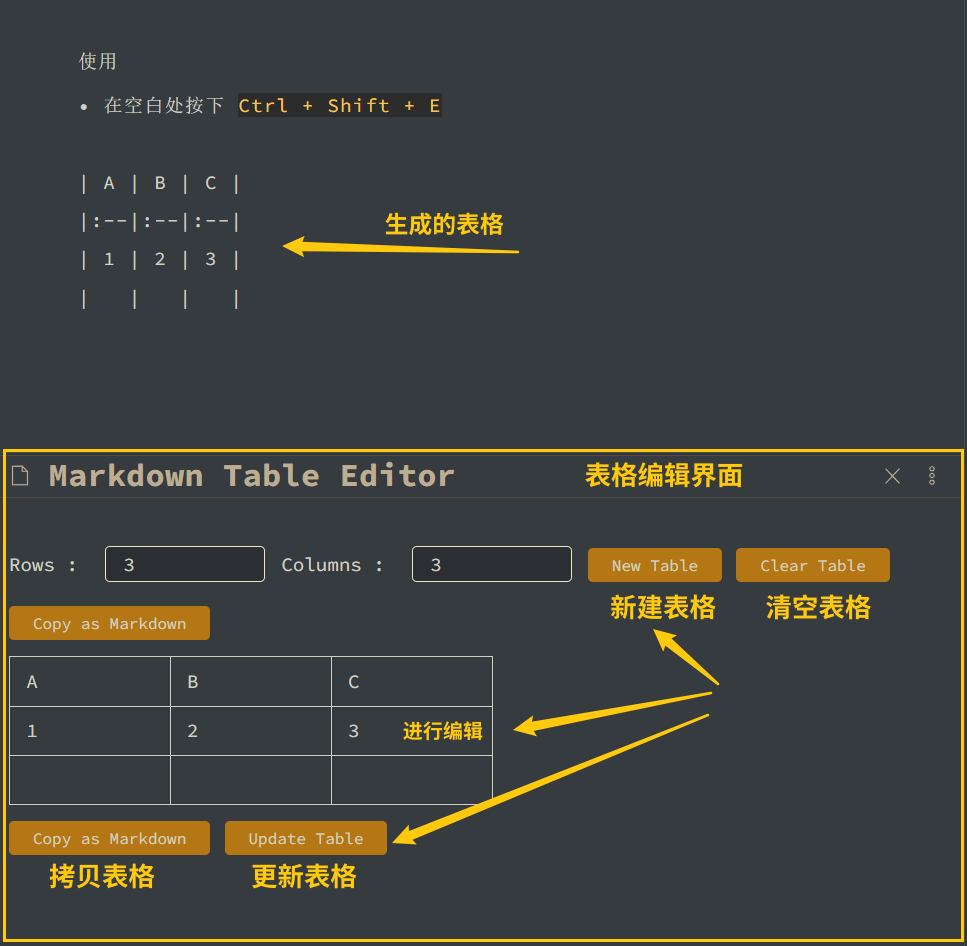 使用
• 在空白处按下 Ctrl + Shift + E
| A | B | C |
|:--|:--|:--|
生成的表格
| 1 | 2 | 3 |
|   |   |   |
Markdown Table Editor 表格编辑界面
Rows : 3 Columns : 3 New Table Clear Table
新建表格 清空表格
Copy as Markdown
A B C
1 2 3 进行编辑
Copy as Markdown Update Table
拷贝表格 更新表格